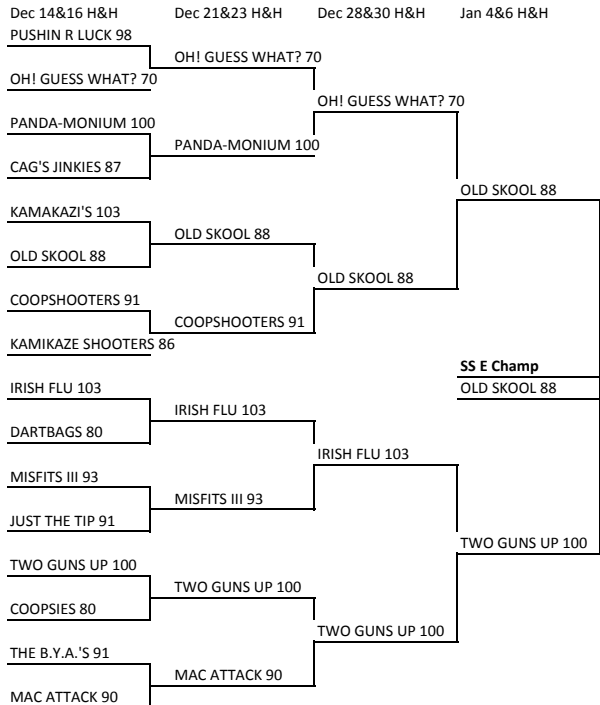 Dec 14&16 H&H Dec 21&23 H&H Dec 28&30 H&H Jan 4&6 H&H
PUSHIN R LUCK 98
OH! GUESS WHAT? 70
OH! GUESS WHAT? 70
OH! GUESS WHAT? 70
PANDA-MONIUM 100
PANDA-MONIUM 100
CAG'S JINKIES 87
OLD SKOOL 88
KAMAKAZI'S 103
OLD SKOOL 88
OLD SKOOL 88
OLD SKOOL 88
COOPSHOOTERS 91
COOPSHOOTERS 91
KAMIKAZE SHOOTERS 86
SS E Champ
IRISH FLU 103
OLD SKOOL 88
IRISH FLU 103
DARTBAGS 80
IRISH FLU 103
MISFITS III 93
MISFITS III 93
JUST THE TIP 91
TWO GUNS UP 100
TWO GUNS UP 100
TWO GUNS UP 100
COOPSIES 80
TWO GUNS UP 100
THE B.Y.A.'S 91
MAC ATTACK 90
MAC ATTACK 90